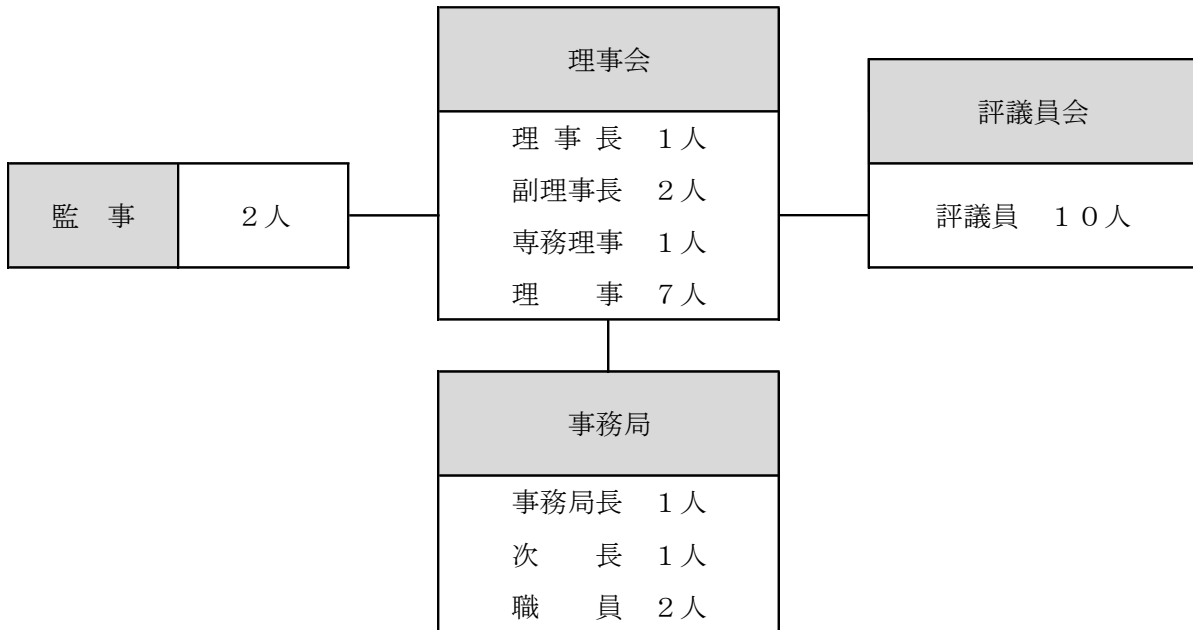 理事会
理 事 長　１人
副理事長　２人
専務理事　１人
理　　事　７人
評議員会
評議員　１０人
監　事　２人
事務局
事務局長　１人
次　　長　１人
職　　員　２人